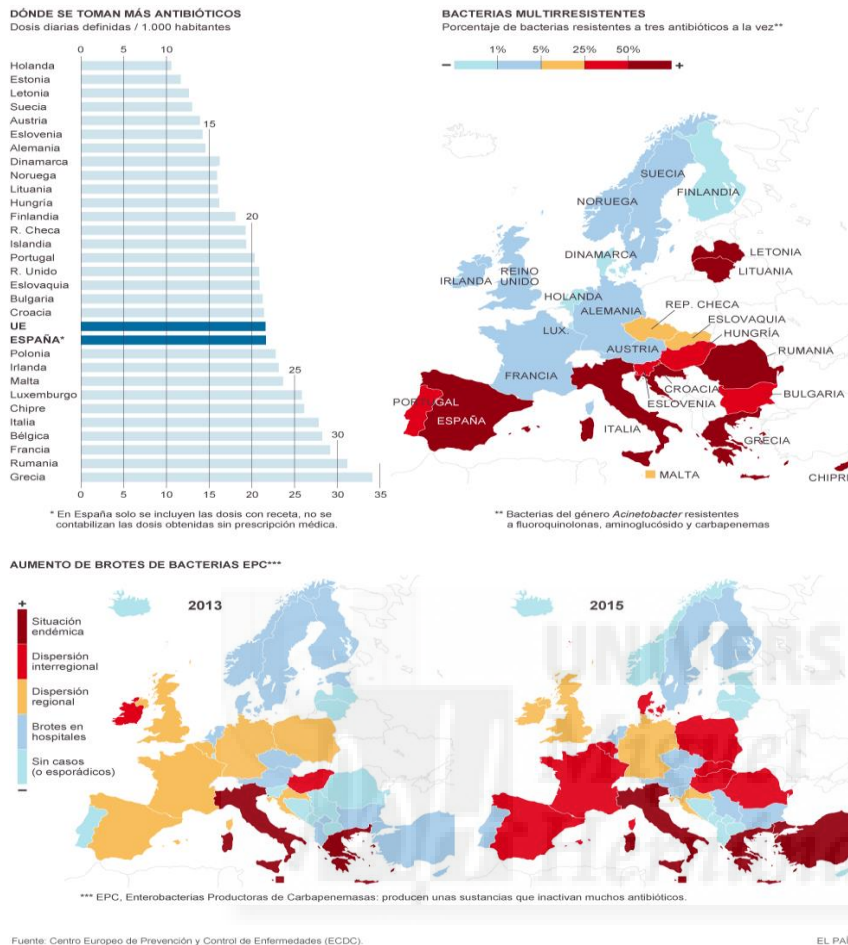 DÓNDE SE TOMAN MÁS ANTIBIÓTICOS
Dosis diarias definidas / 1.000 habitantes
0 5 10
Holanda
Estonia
Letonia
Suecia
Austria
15
Eslovenia
Alemania
Dinamarca
Noruega
Lituania
Hungría
Finlandia
20
R. Checa
Islandia
Portugal
R. Unido
Eslovaquia
Bulgaria
Croacia
UE
ESPAÑA*
Polonia
Irlanda
25
Malta
Luxemburgo
Chipre
Italia
Bélgica
30
Francia
Rumania
Grecia
0 5 10 15 20 25 30 35
* En España solo se incluyen las dosis con receta, no se
contabilizan las dosis obtenidas sin prescripción médica.
BACTERIAS MULTIRRESISTENTES
Porcentaje de bacterias resistentes a tres antibióticos a la vez**
– 1% 5% 25% 50% +
SUECIA
FINLANDIA
NORUEGA
DINAMARCA
LETONIA
LITUANIA
IRLANDA
REINO
UNIDO
HOLANDA
ALEMANIA
REP. CHECA
ESLOVAQUIA
HUNGRÍA
LUX.
AUSTRIA
RUMANIA
FRANCIA
CROACIA
BULGARIA
ESLOVENIA
PORTUGAL
ESPAÑA
ITALIA
GRECIA
MALTA
CHIPRE
** Bacterias del género Acinetobacter resistentes
a fluoroquinolonas, aminoglucósido y carbapenemas
AUMENTO DE BROTES DE BACTERIAS EPC***
+
Situación
endémica
Dispersión
interregional
Dispersión
regional
Brotes en
hospitales
Sin casos
(o esporádicos)
–
2013
2015
UNIVERS
Miguel
*** EPC, Enterobacterias Productoras de Carbapenemasas: producen unas sustancias que inactivan muchos antibióticos.
Fuente: Centro Europeo de Prevención y Control de Enfermedades (ECDC).
EL PAÍ